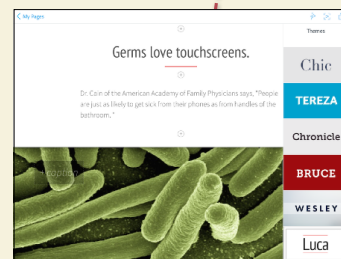 My Pages
Themes
Germs love touchscreens.
Dr. Cain of the American Academy of Family Physicians says, "People
are just as likely to get sick from their phones as from handles of the
bathroom. "
caption
Chic
TEREZA
Chronicle
BRUCE
WESLEY
Luca